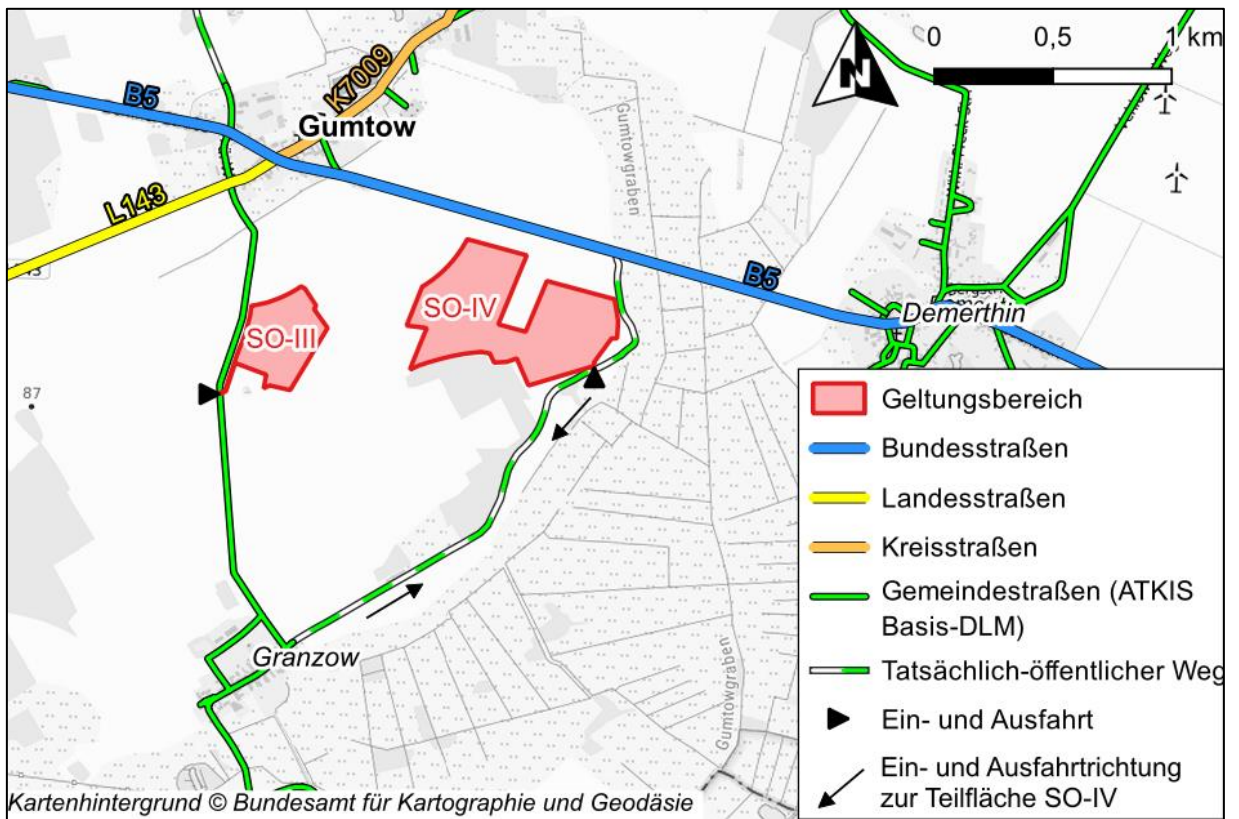 0 0,5 1 km
N
B5
K7009
Gumtow
L143
Gumtowgraben
SO-III
SO-IV
B5
Demerthin
87
Granzow
Gumtowgraben
Geltungsbereich
Bundesstraßen
Landesstraßen
Kreisstraßen
Gemeindestraßen (ATKIS
Basis-DLM)
Tatsächlich-öffentlicher Weg
Ein- und Ausfahrt
Ein- und Ausfahrtrichtung
zur Teilfläche SO-IV
Kartenhintergrund © Bundesamt für Kartographie und Geodäsie